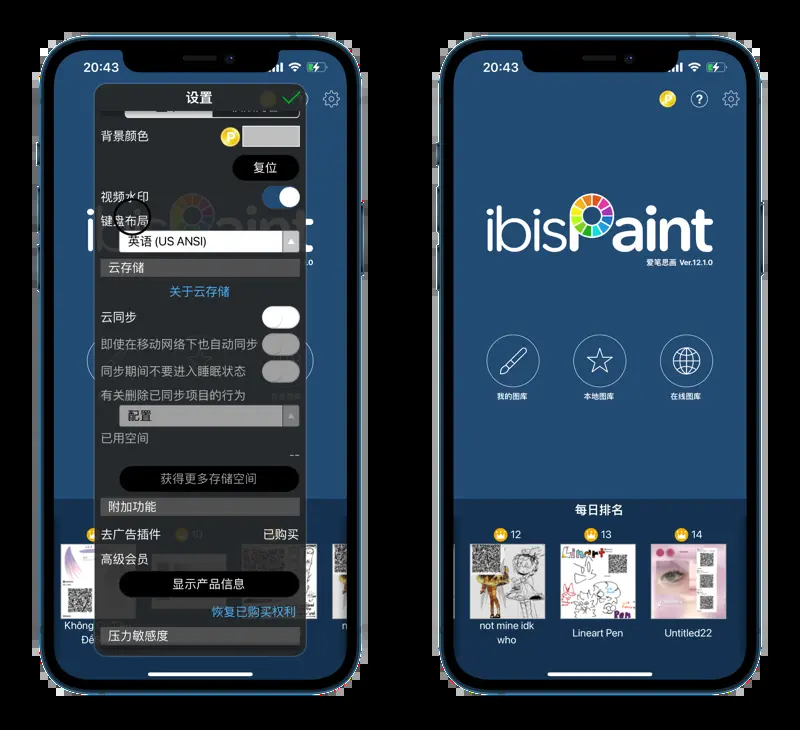 20:43
设置
背景颜色
P
复位
视频水印
键盘布局
英语 (US ANSI)
云存储
关于云存储
云同步
即使在移动网络下也自动同步
同步期间不要进入睡眠状态
有关删除已同步项目的行为
配置
已用空间
--
获得更多存储空间
附加功能
去广告插件 已购买
高级会员
显示产品信息
恢复已购买权利
压力敏感度
Không
Đế
20:43
P ?
ibisPaint
爱笔思画 Ver.12.1.0
我的图库 本地图库 在线图库
每日排名
12 13 14
Lineart
Pen
not mine idk who
Lineart Pen
Untitled22